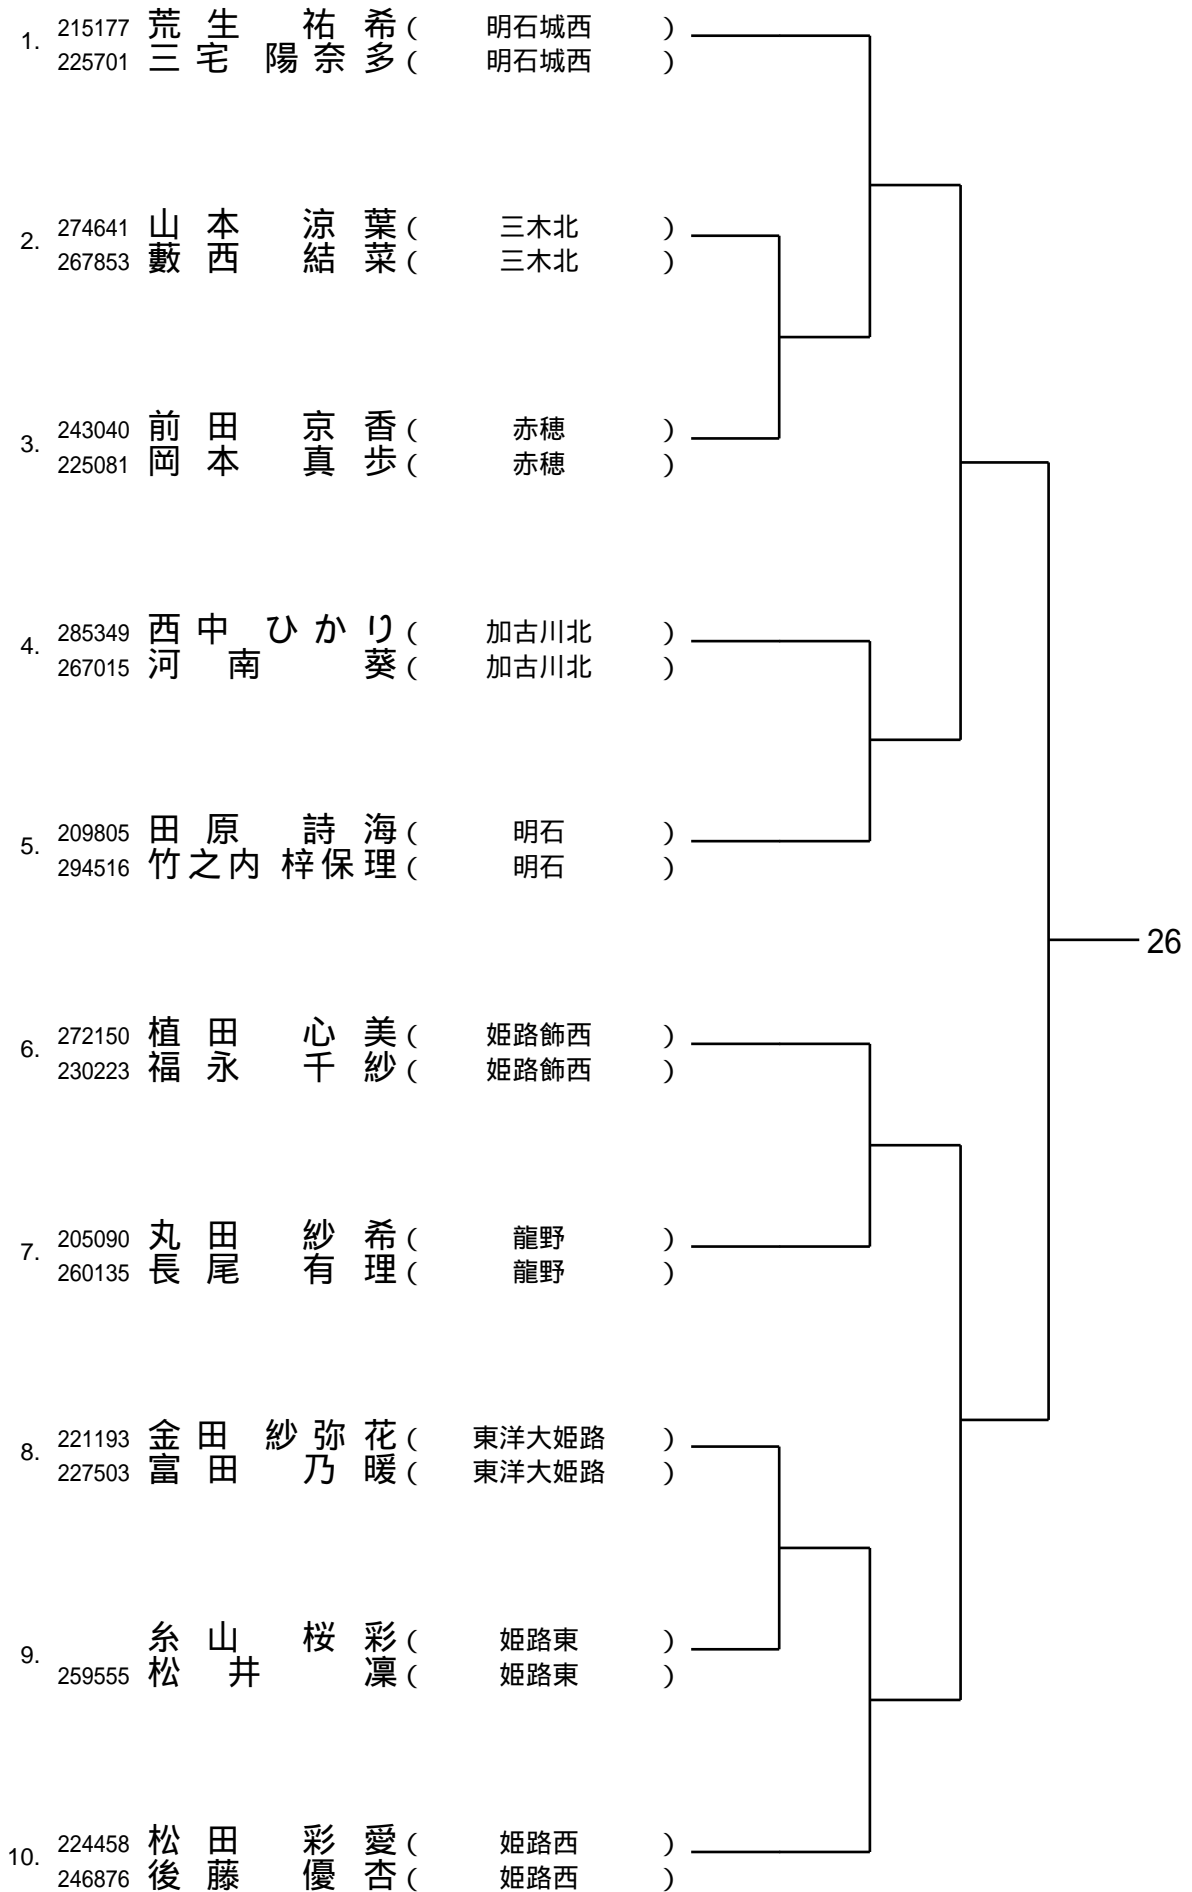 1. 215177 荒生 祐希 ( 明石城西 )
225701 三宅 陽奈多 ( 明石城西 )
2. 274641 山本 涼葉 ( 三木北 )
267853 藪西 結菜 ( 三木北 )
3. 243040 前田 京香 ( 赤穂 )
225081 岡本 真歩 ( 赤穂 )
4. 285349 西中 ひかり ( 加古川北 )
267015 河南 葵 ( 加古川北 )
5. 209805 田原 詩海 ( 明石 )
294516 竹之内 梓保理 ( 明石 )
26
6. 272150 植田 心美 ( 姫路飾西 )
230223 福永 千紗 ( 姫路飾西 )
7. 205090 丸田 紗希 ( 龍野 )
260135 長尾 有理 ( 龍野 )
8. 221193 金田 紗弥花 ( 東洋大姫路 )
227503 富田 乃暖 ( 東洋大姫路 )
9. 糸山 桜彩 ( 姫路東 )
259555 松井 凜 ( 姫路東 )
10. 224458 松田 彩愛 ( 姫路西 )
246876 後藤 優杏 ( 姫路西 )